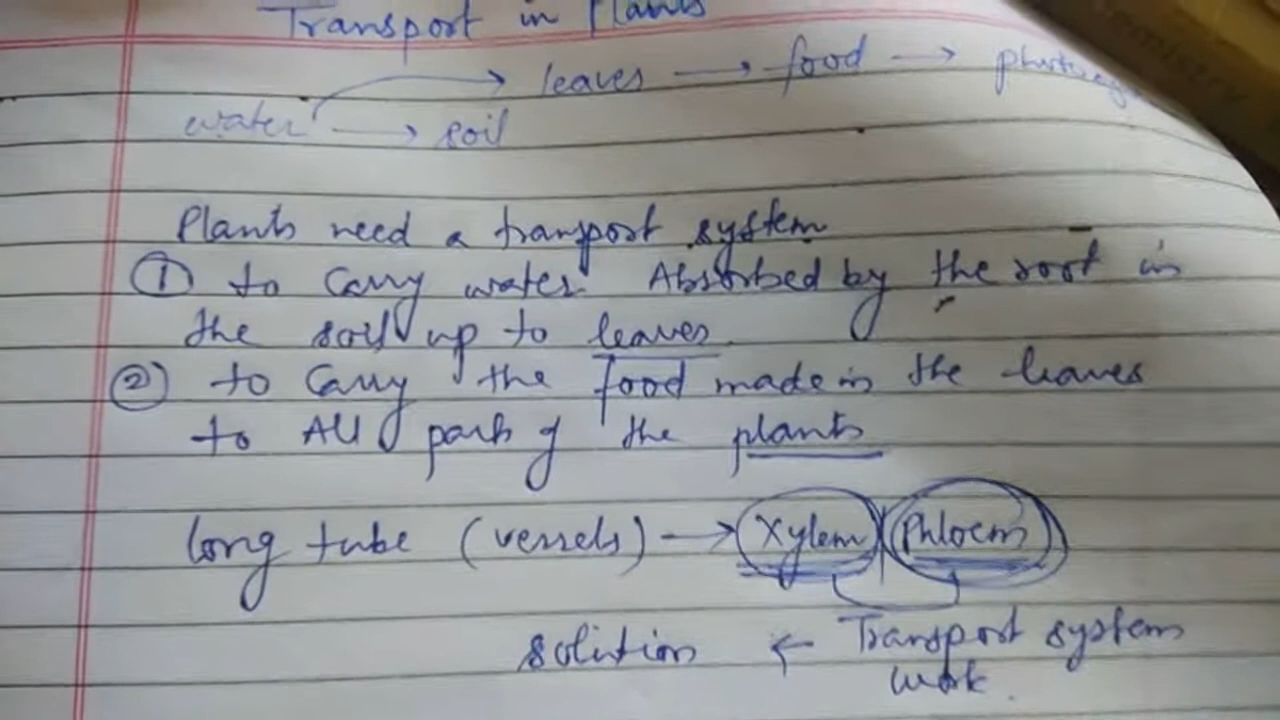 Transport in Plants
leaves → food →
water → soil
Plants need a transport system
① to Carry water Absorbed by the root in
the soil up to leaves.
② to Carry the food made in the leaves
to All parts of the plants
long tube (vessels) → Xylem Phloem
solution ← Transport system
work.